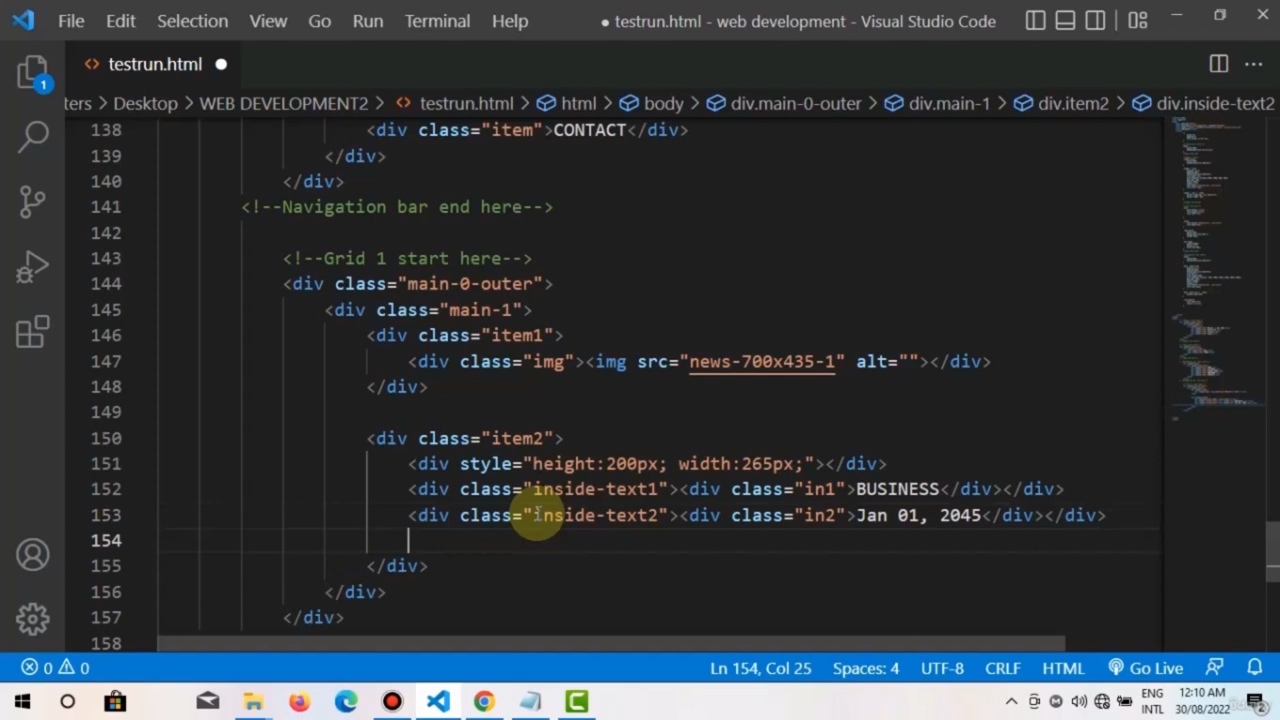 File Edit Selection View Go Run Terminal Help ● testrun.html - web development - Visual Studio Code
testrun.html
1
ters > Desktop > WEB DEVELOPMENT2 > testrun.html > html > body > div.main-0-outer > div.main-1 > div.item2 > div.inside-text2
138 <div class="item">CONTACT</div>
139 </div>
140 </div>
141 <!--Navigation bar end here-->
142
143 <!--Grid 1 start here-->
144 <div class="main-0-outer">
145 <div class="main-1">
146 <div class="item1">
147 <div class="img"><img src="news-700x435-1" alt=""></div>
148 </div>
149
150 <div class="item2">
151 <div style="height:200px; width:265px;"></div>
152 <div class="inside-text1"><div class="in1">BUSINESS</div></div>
153 <div class="inside-text2"><div class="in2">Jan 01, 2045</div></div>
154
155 </div>
156 </div>
157 </div>
158
0 0 Ln 154, Col 25 Spaces: 4 UTF-8 CRLF HTML Go Live
ENG 12:10 AM
INTL 30/08/2022